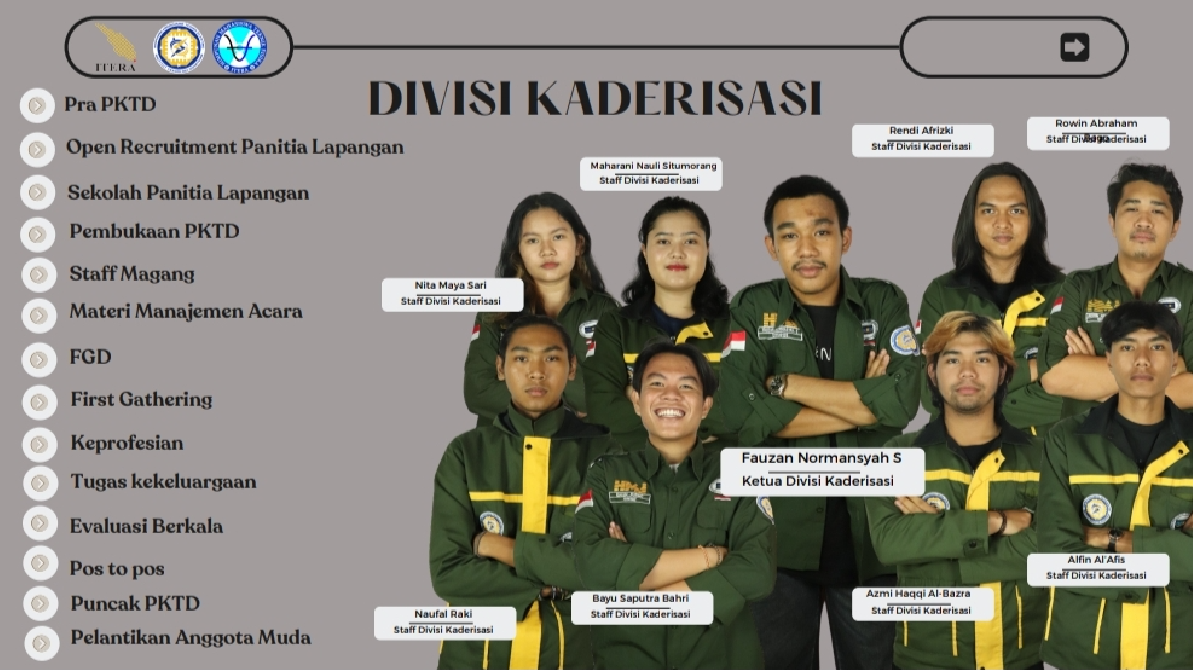 ITERA
DIVISI KADERISASI
Pra PKTD
Open Recruitment Panitia Lapangan
Sekolah Panitia Lapangan
Pembukaan PKTD
Staff Magang
Materi Manajemen Acara
FGD
First Gathering
Keprofesian
Tugas kekeluargaan
Evaluasi Berkala
Pos to pos
Puncak PKTD
Pelantikan Anggota Muda
Rendi Afrizki
Staff Divisi Kaderisasi
Rowin Abraham
Staff Divisi Kaderisasi
Maharani Nauli Situmorang
Staff Divisi Kaderisasi
Nita Maya Sari
Staff Divisi Kaderisasi
Fauzan Normansyah S
Ketua Divisi Kaderisasi
Alfin Al'Afis
Staff Divisi Kaderisasi
Azmi Haqqi Al-Bazra
Staff Divisi Kaderisasi
Bayu Saputra Bahri
Staff Divisi Kaderisasi
Naufal Raki
Staff Divisi Kaderisasi